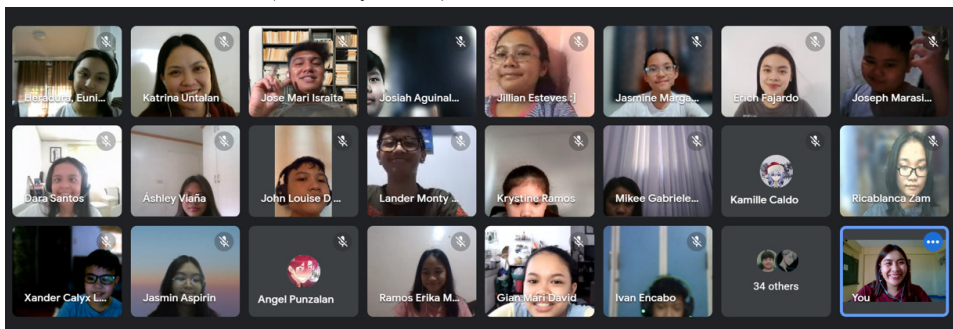 Heradura, Euni...
Katrina Untalan
Jose Mari Israita
Josiah Aguinal...
Jillian Esteves :]
Jasmine Marga...
Erich Fajardo
Joseph Marasi...
Dara Santos
Ashley Viaña
John Louise D ...
Lander Monty ...
Krystine Ramos
Mikee Gabriele...
Kamille Caldo
Ricablanca Zam
Xander Calyx L...
Jasmin Aspirin
Angel Punzalan
Ramos Erika M...
Gian Mari David
Ivan Encabo
34 others
You